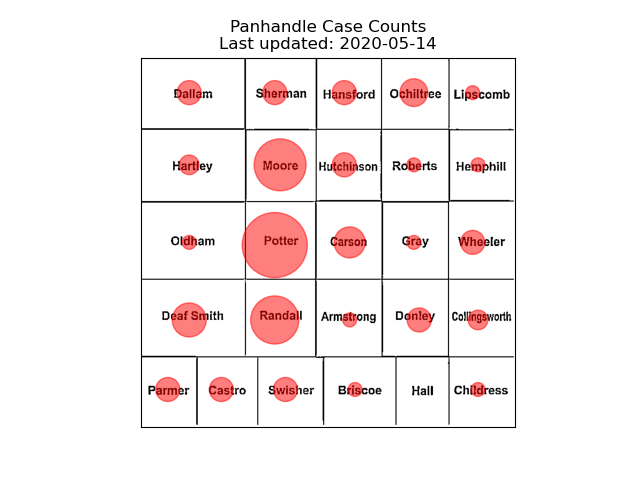 Panhandle Case Counts
Last updated: 2020-05-14
Dallam Sherman Hansford Ochiltree Lipscomb
Hartley Moore Hutchinson Roberts Hemphill
Oldham Potter Carson Gray Wheeler
Deaf Smith Randall Armstrong Donley Collingsworth
Parmer Castro Swisher Briscoe Hall Childress